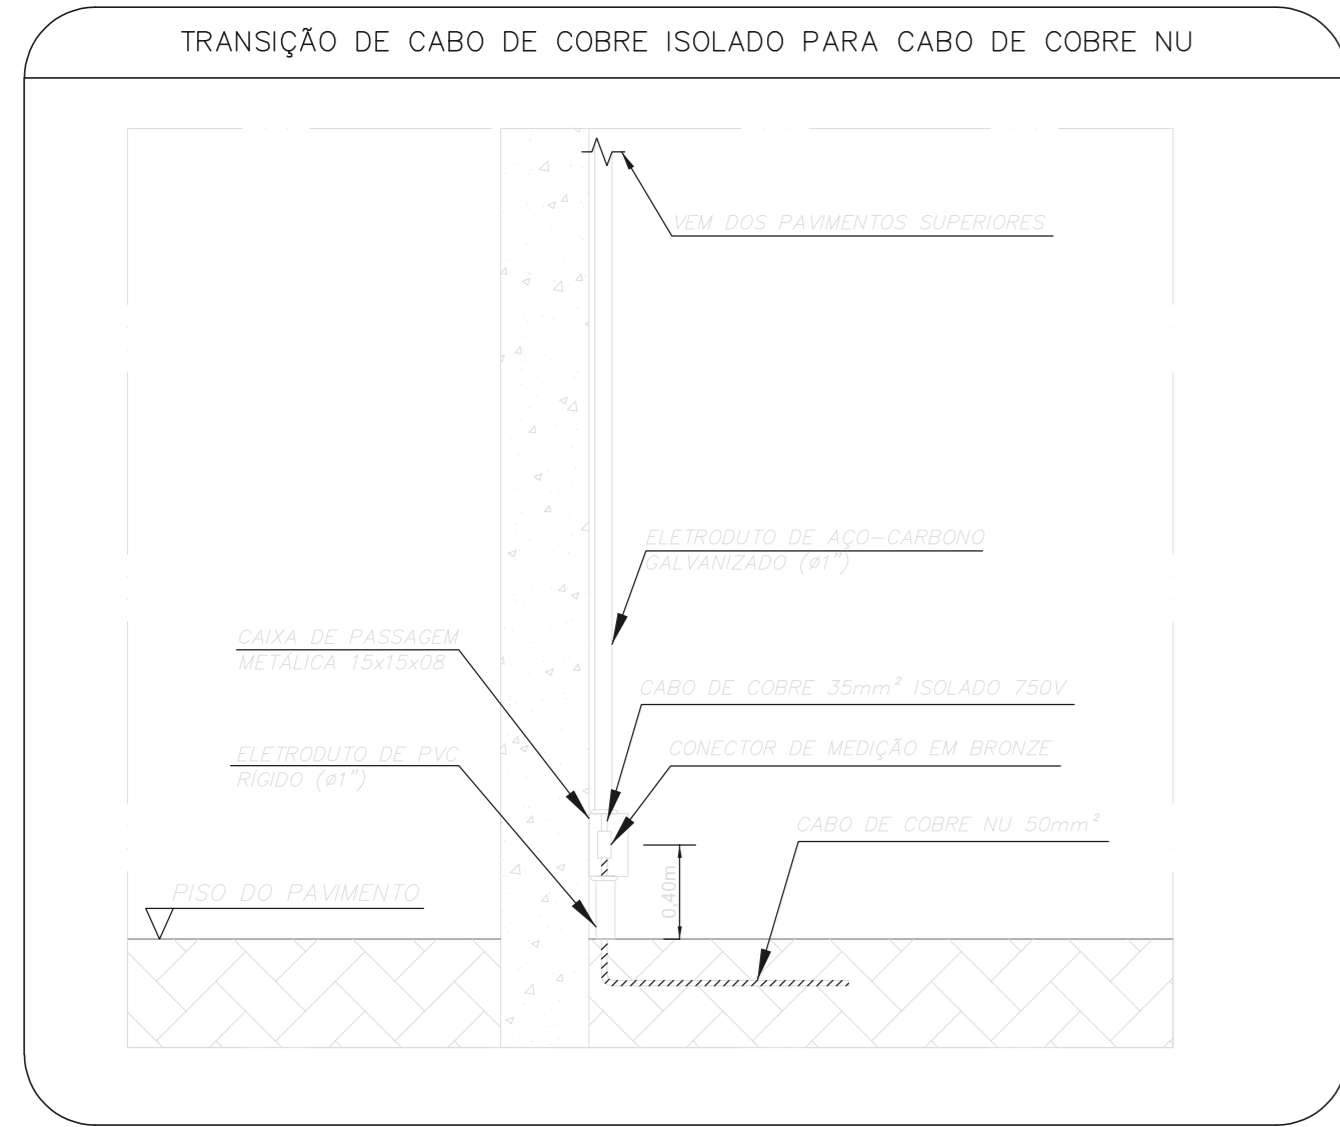 TRANSIÇÃO DE CABO DE COBRE ISOLADO PARA CABO DE COBRE NU
VEM DOS PAVIMENTOS SUPERIORES
ELETRODUTO DE AÇO-CARBONO
GALVANIZADO (ø1")
CAIXA DE PASSAGEM
METÁLICA 15x15x08
CABO DE COBRE 35mm² ISOLADO 750V
ELETRODUTO DE PVC
RÍGIDO (ø1")
CONECTOR DE MEDIÇÃO EM BRONZE
CABO DE COBRE NU 50mm²
0,40m
PISO DO PAVIMENTO